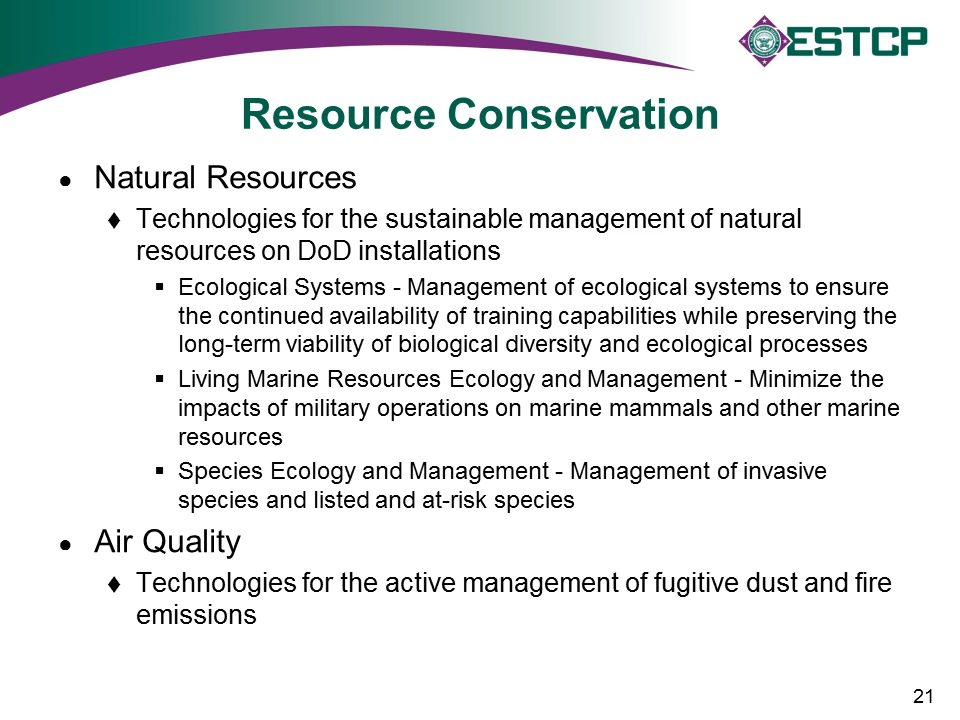 ESTCP
Resource Conservation
● Natural Resources
♦ Technologies for the sustainable management of natural
resources on DoD installations
▪ Ecological Systems - Management of ecological systems to ensure
the continued availability of training capabilities while preserving the
long-term viability of biological diversity and ecological processes
▪ Living Marine Resources Ecology and Management - Minimize the
impacts of military operations on marine mammals and other marine
resources
▪ Species Ecology and Management - Management of invasive
species and listed and at-risk species
● Air Quality
♦ Technologies for the active management of fugitive dust and fire
emissions
21